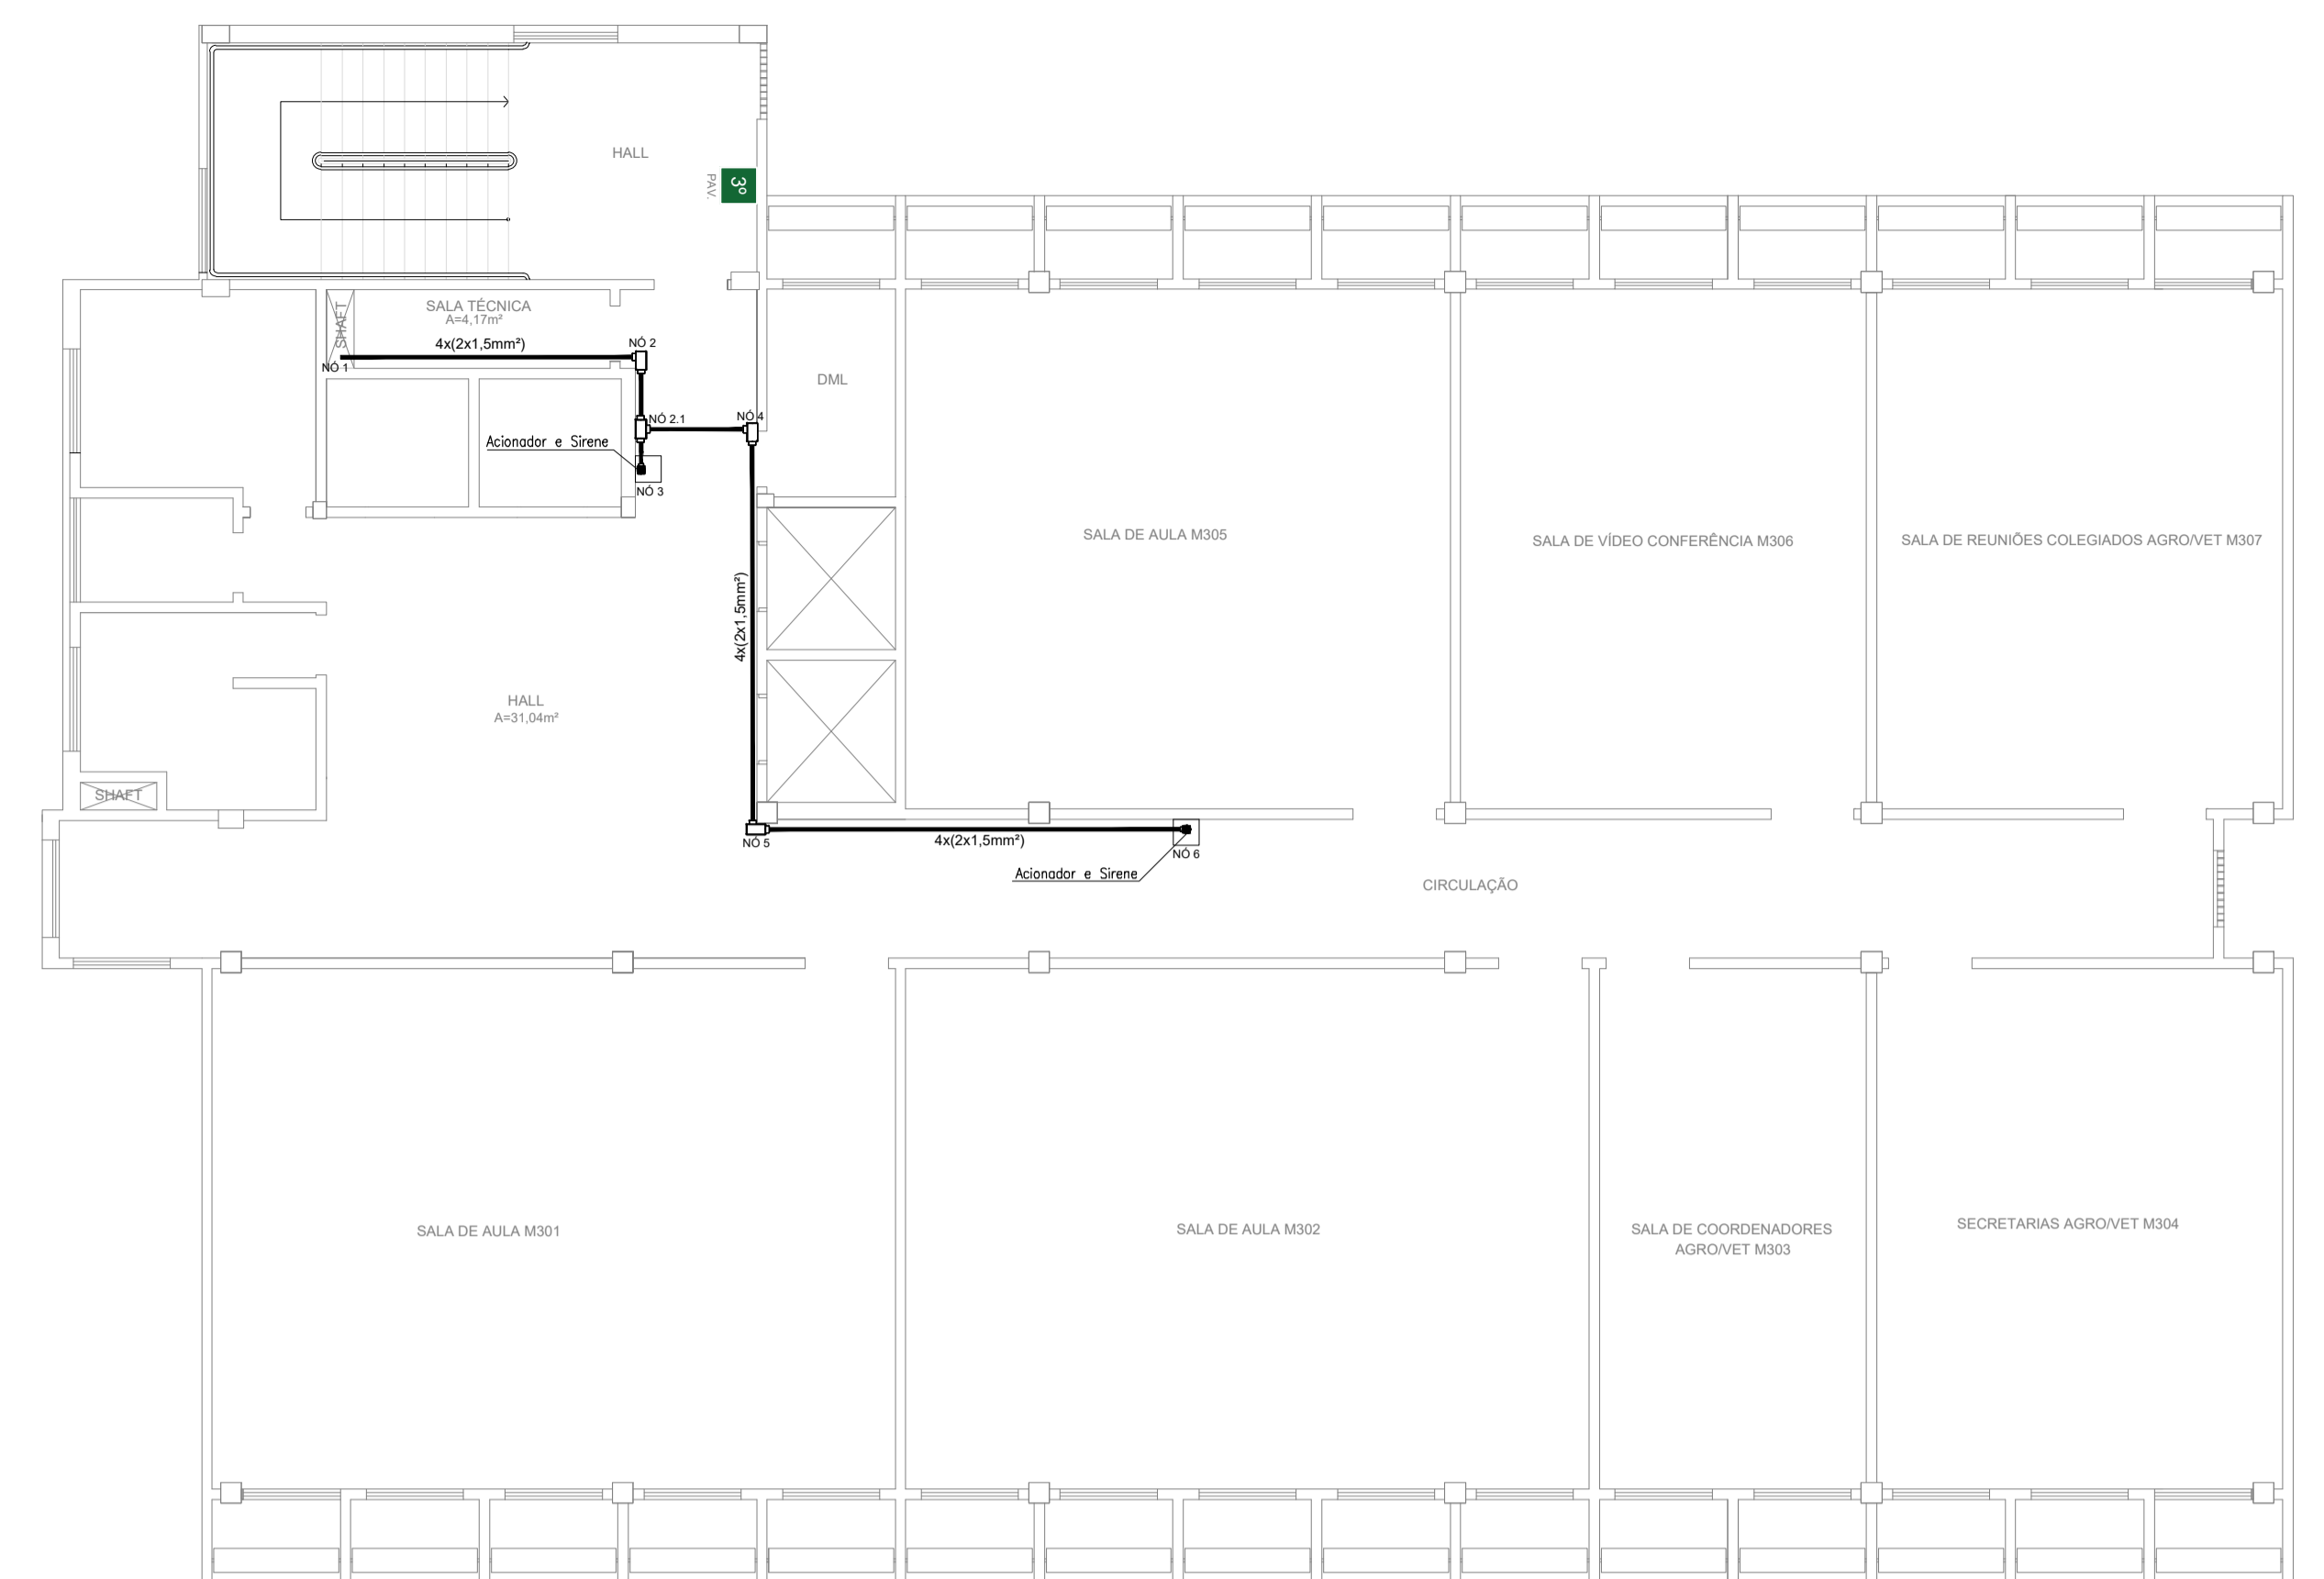 HALL
3º
PAV.
SHAFT
SALA TÉCNICA
A=4,17m²
4x(2x1,5mm²)
NÓ 1
NÓ 2
DML
NÓ 2.1
NÓ 4
Acionador e Sirene
NÓ 3
SALA DE AULA M305
SALA DE VÍDEO CONFERÊNCIA M306
SALA DE REUNIÕES COLEGIADOS AGRO/VET M307
4x(2x1,5mm²)
HALL
A=31,04m²
SHAFT
NÓ 5
4x(2x1,5mm²)
NÓ 6
Acionador e Sirene
CIRCULAÇÃO
SALA DE AULA M301
SALA DE AULA M302
SALA DE COORDENADORES
AGRO/VET M303
SECRETARIAS AGRO/VET M304